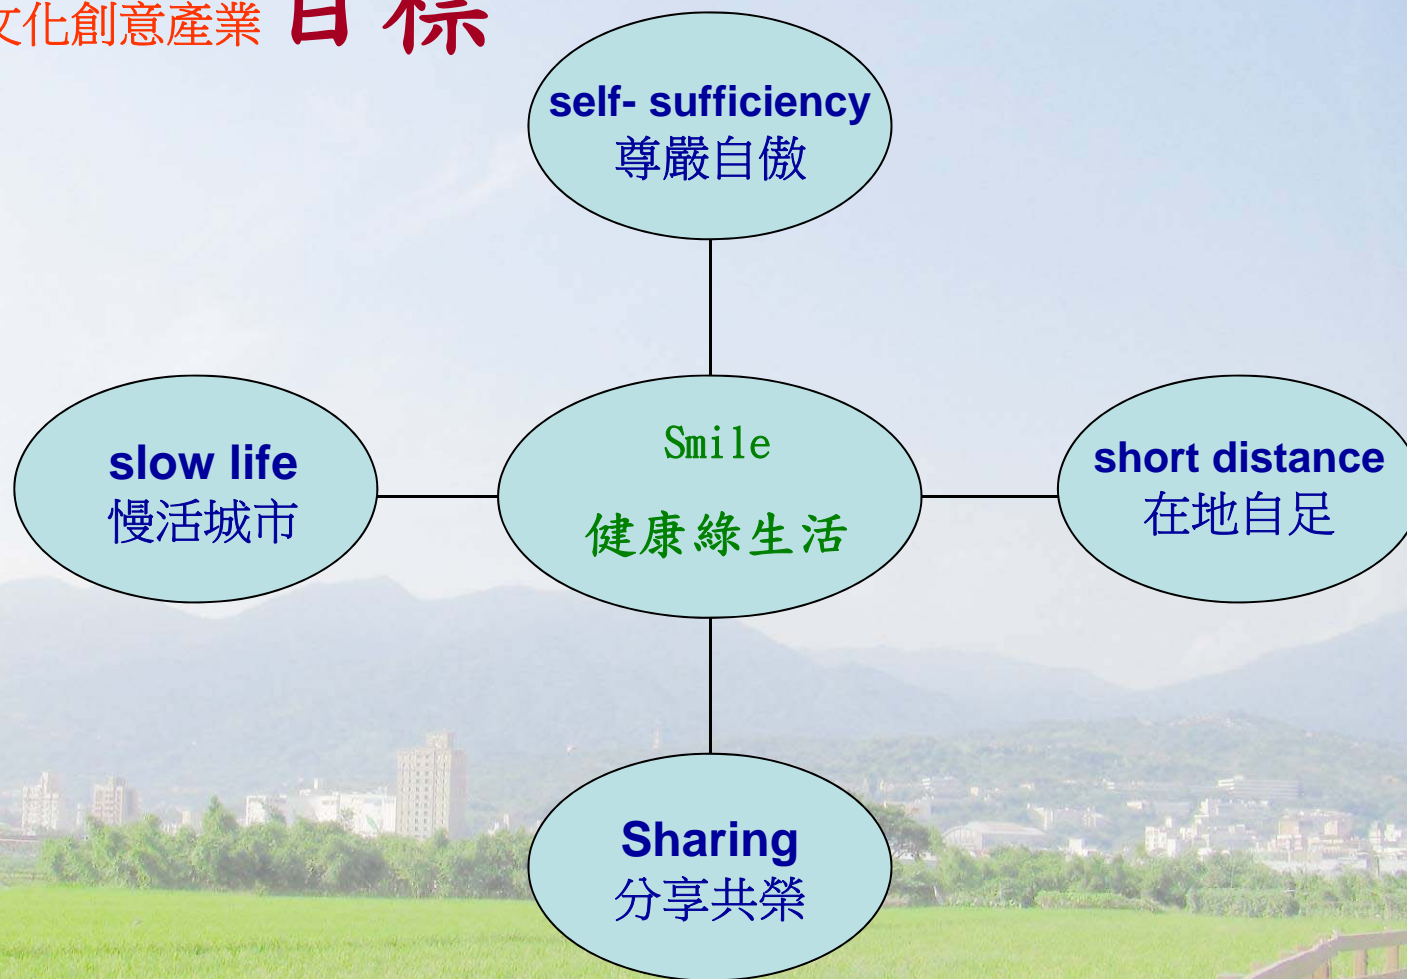 文化創意產業 目標
self- sufficiency
尊嚴自傲
slow life
慢活城市
Smile
健康綠生活
short distance
在地自足
Sharing
分享共榮